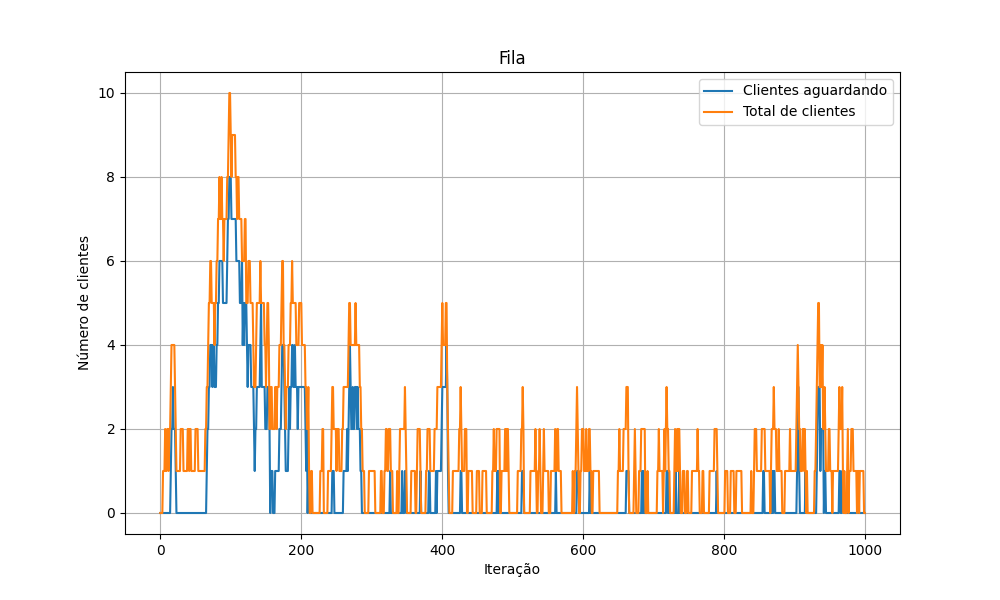 Fila
Clientes aguardando
Total de clientes
Número de clientes
10
8
6
4
2
0
0
200
400
600
800
1000
Iteração